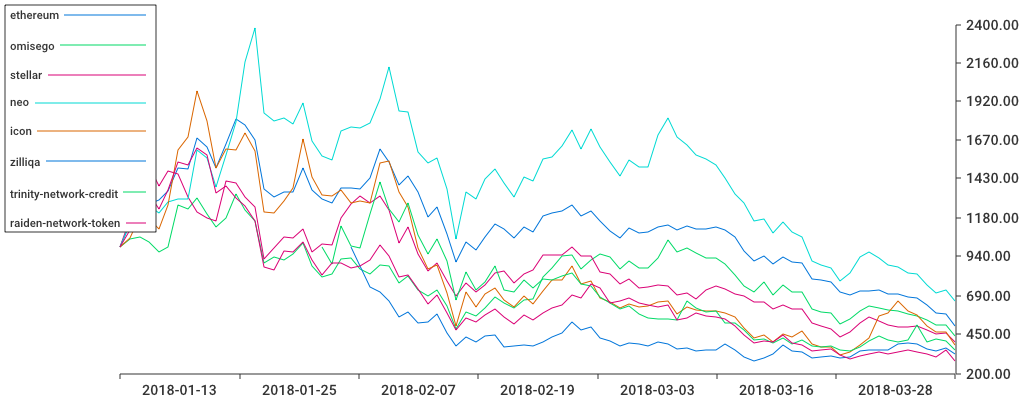 ethereum
omisego
stellar
neo
icon
zilliqa
trinity-network-credit
raiden-network-token
2400.00
2160.00
1920.00
1670.00
1430.00
1180.00
940.00
690.00
450.00
200.00
2018-01-13
2018-01-25
2018-02-07
2018-02-19
2018-03-03
2018-03-16
2018-03-28